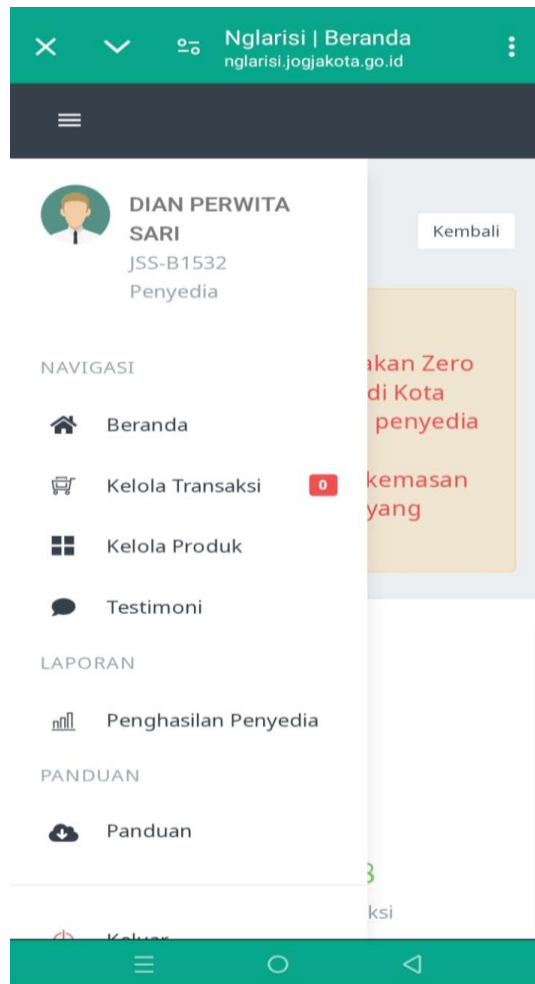 Nglarisi | Beranda
nglarisi.jogjakota.go.id
DIAN PERWITA
SARI
JSS-B1532
Penyedia
Kembali
NAVIGASI
Beranda
Kelola Transaksi 0
Kelola Produk
Testimoni
LAPORAN
Penghasilan Penyedia
PANDUAN
Panduan
Keluar
akan Zero
di Kota
penyedia
kemasan
yang
ksi